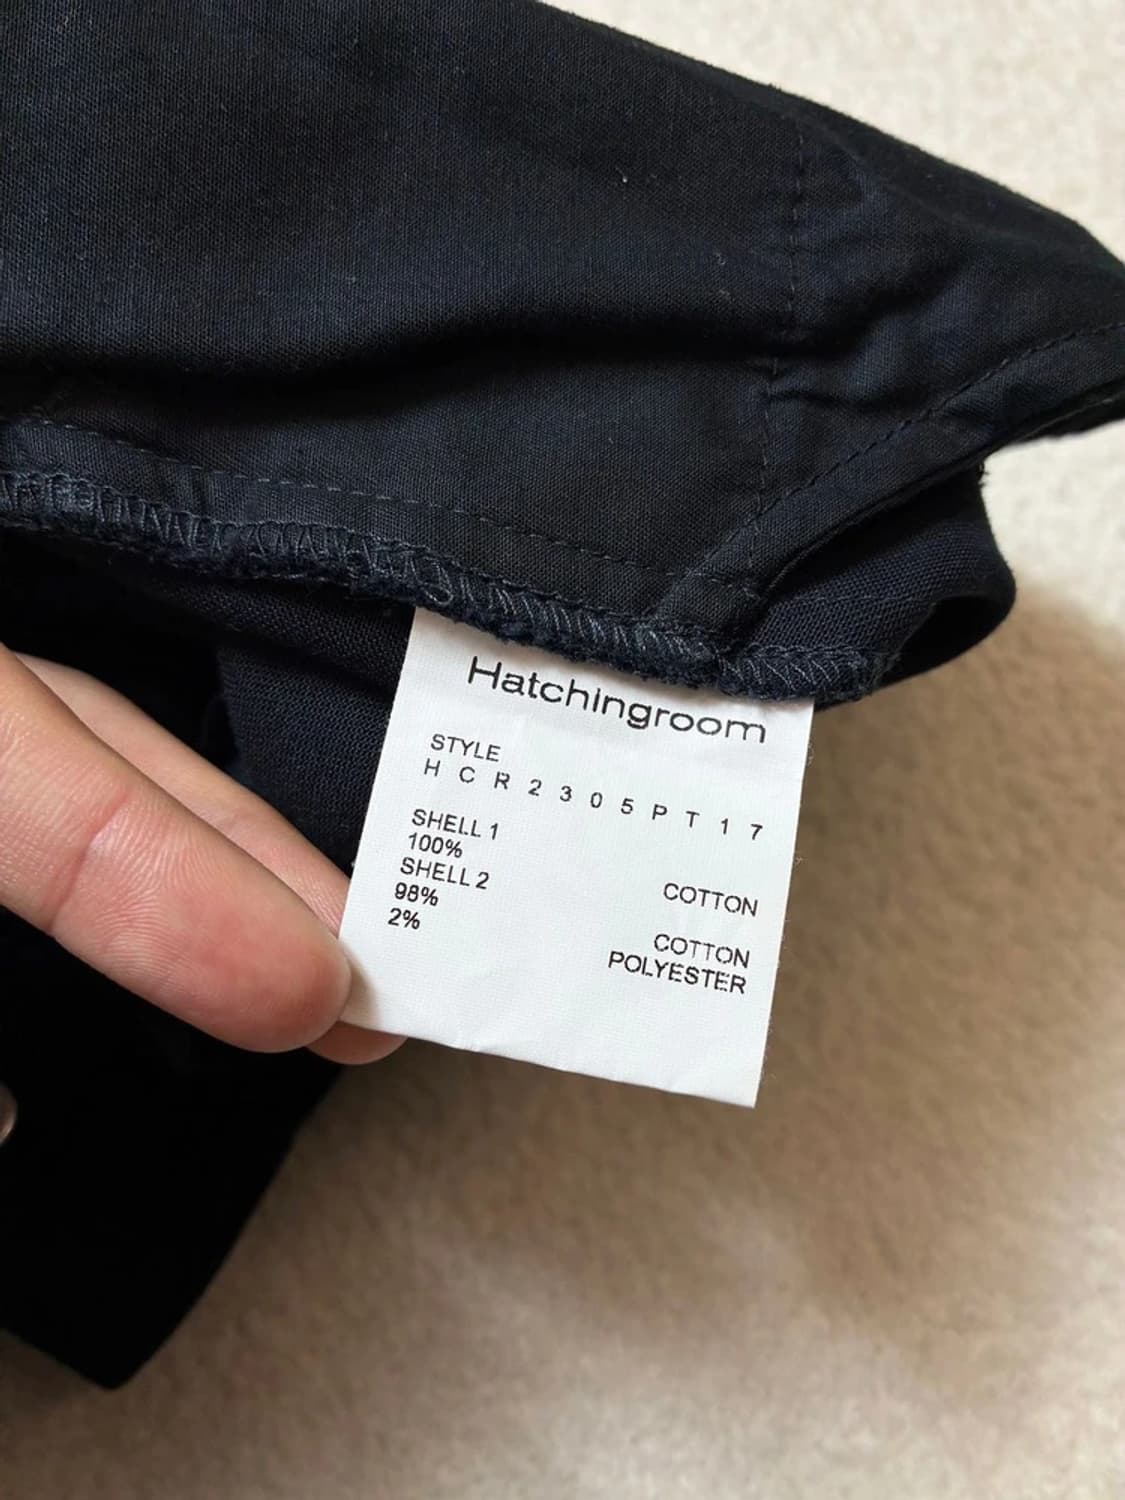 Hatchingroom
STYLE
H C R 2 3 0 5 P T 1 7
SHELL 1
100% COTTON
SHELL 2
98% COTTON
2% POLYESTER